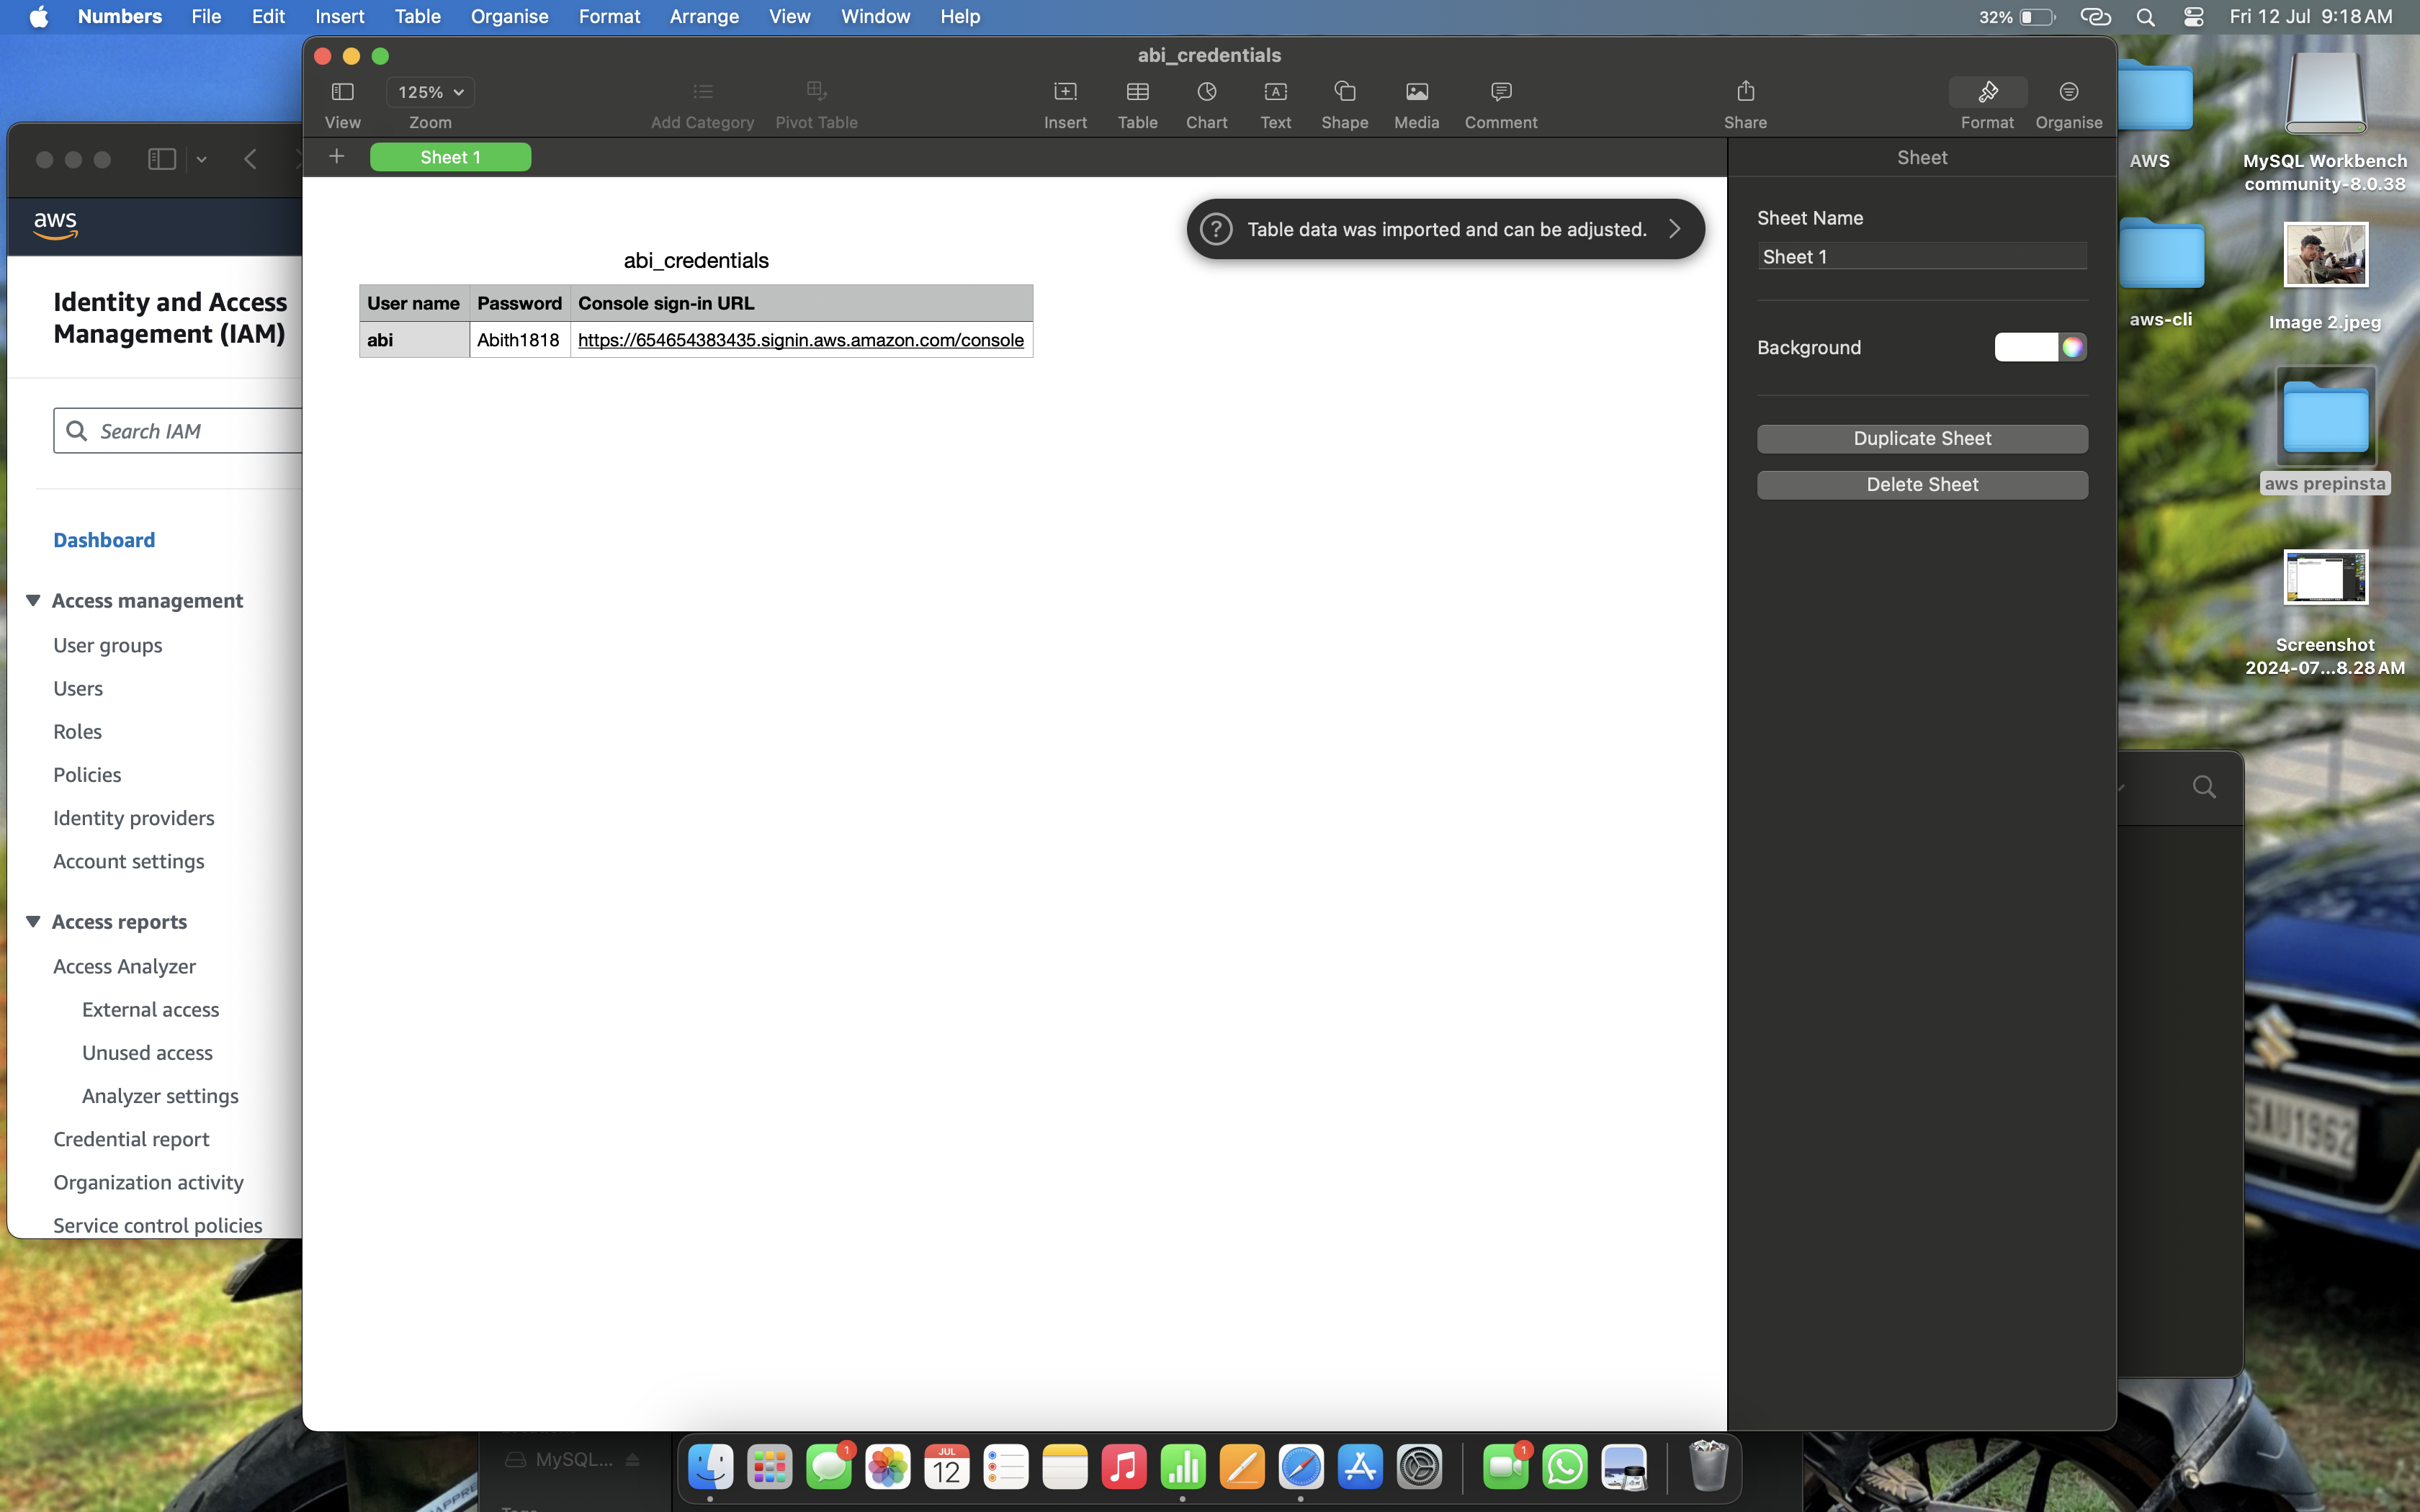 Numbers File Edit Insert Table Organise Format Arrange View Window Help
32% Fri 12 Jul 9:18 AM
abi_credentials
125%
View Zoom Add Category Pivot Table Insert Table Chart Text Shape Media Comment Share Format Organise
Sheet 1
Sheet
Table data was imported and can be adjusted.
abi_credentials
User name Password Console sign-in URL
abi Abith1818 https://654654383435.signin.aws.amazon.com/console
Sheet Name
Sheet 1
Background
Duplicate Sheet
Delete Sheet
aws
Identity and Access
Management (IAM)
Search IAM
Dashboard
Access management
User groups
Users
Roles
Policies
Identity providers
Account settings
Access reports
Access Analyzer
External access
Unused access
Analyzer settings
Credential report
Organization activity
Service control policies
AWS
MySQL Workbench
community-8.0.38
aws-cli
Image 2.jpeg
aws prepinsta
Screenshot
2024-07...8.28 AM
5AU1962
MySQL...
1
JUL
12
1